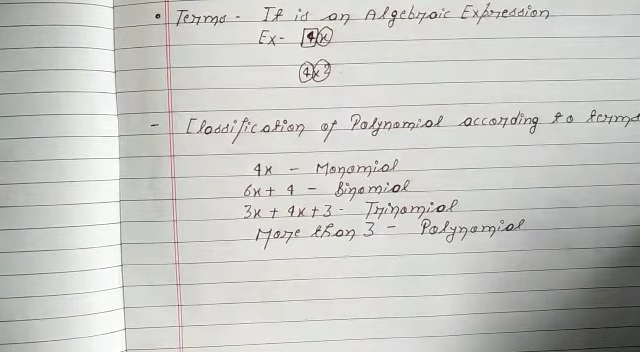 • Terms - It is an Algebraic Expression
Ex- 4x
4x²
- Classification of Polynomial according to terms
4x - Monomial
6x + 4 - Binomial
3x + 4x + 3 - Trinomial
More than 3 - Polynomial